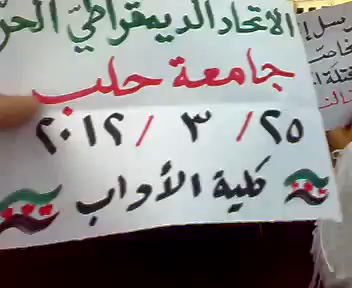 الاتحاد الديمقراطي الحر
جامعة حلب
٢٥ / ٣ / ٢٠١٢
كلية الآداب